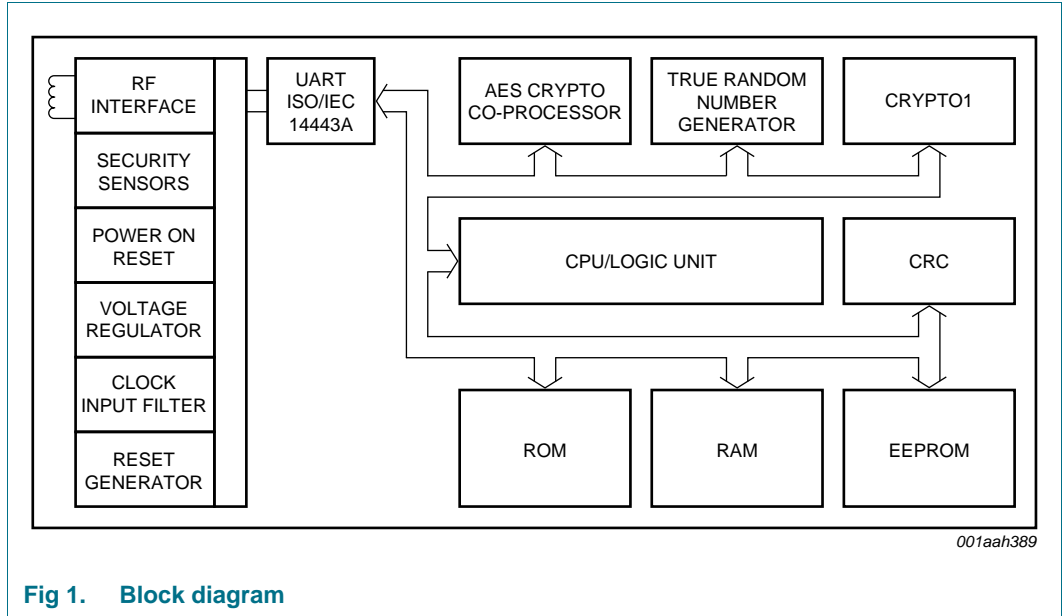 RF
INTERFACE
SECURITY
SENSORS
POWER ON
RESET
VOLTAGE
REGULATOR
CLOCK
INPUT FILTER
RESET
GENERATOR
UART
ISO/IEC
14443A
AES CRYPTO
CO-PROCESSOR
TRUE RANDOM
NUMBER
GENERATOR
CRYPTO1
CPU/LOGIC UNIT
CRC
ROM
RAM
EEPROM
001aah389
Fig 1. Block diagram